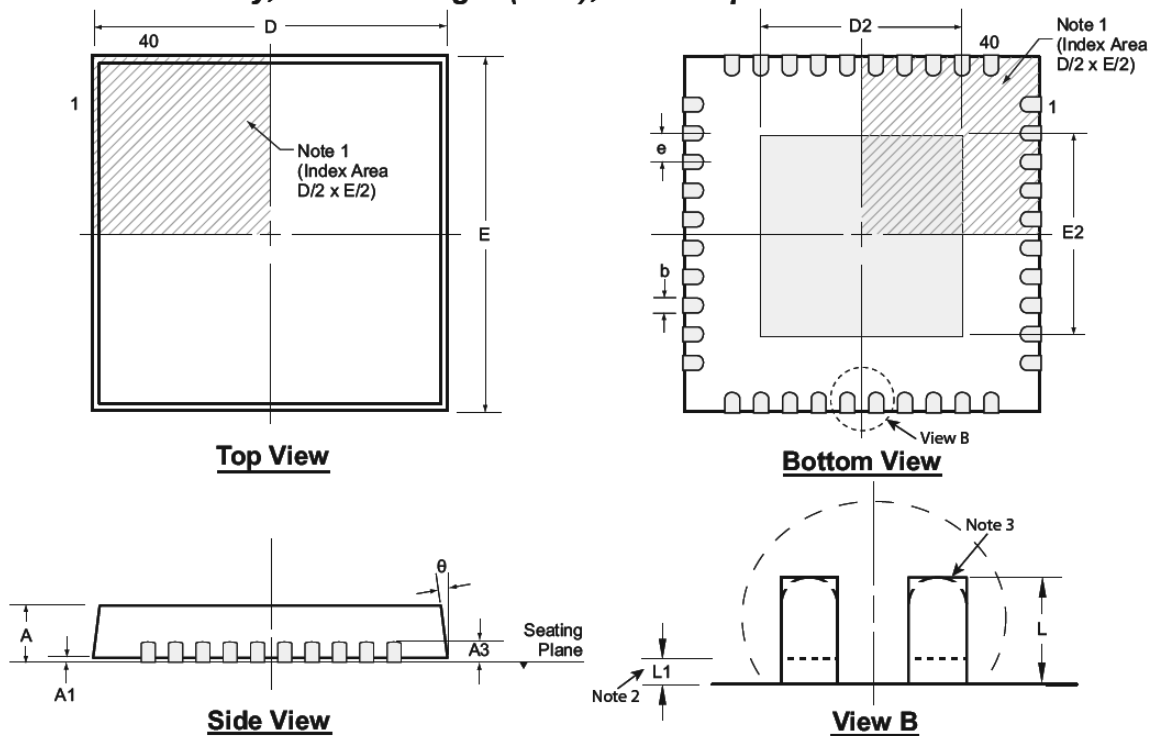 D
40
1
Note 1
(Index Area
D/2 x E/2)
E
Top View
D2
40
Note 1
(Index Area
D/2 x E/2)
1
e
b
E2
View B
Bottom View
θ
A
A1
A3
Seating
Plane
Side View
Note 3
L
L1
Note 2
View B